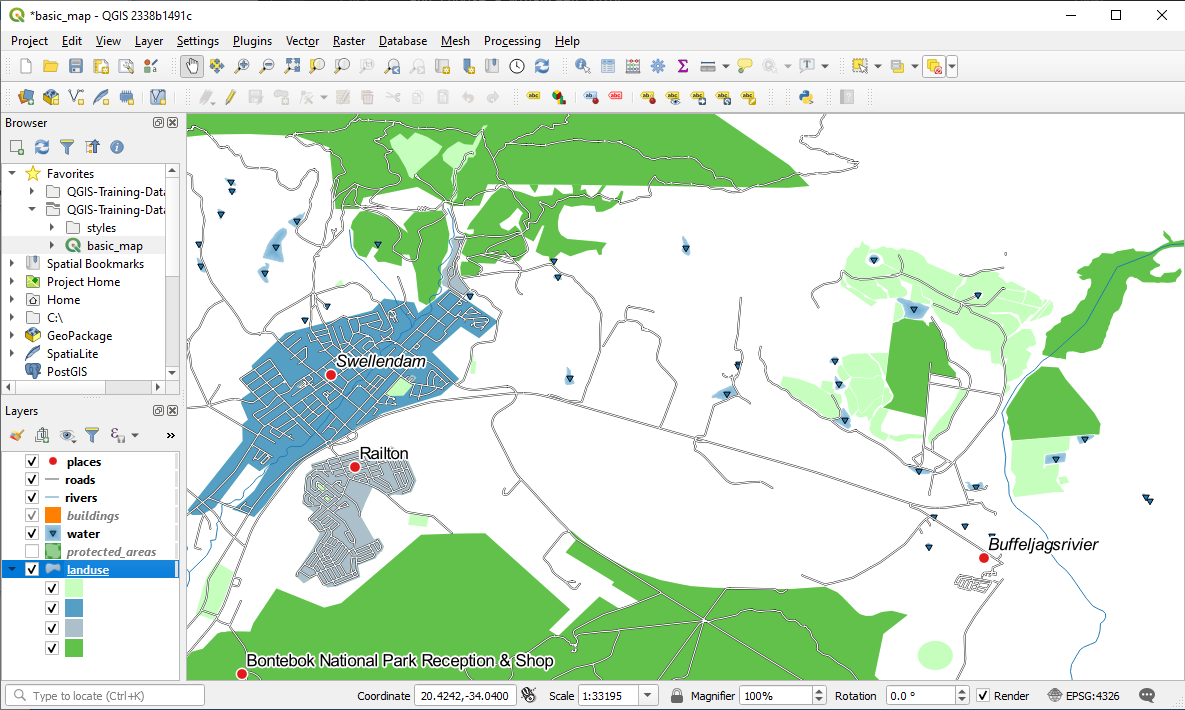 *basic_map - QGIS 2338b1491c
Project Edit View Layer Settings Plugins Vector Raster Database Mesh Processing Help
Browser
Favorites
QGIS-Training-Data
QGIS-Training-Data
styles
basic_map
Spatial Bookmarks
Project Home
Home
C:\
GeoPackage
SpatiaLite
PostGIS
Layers
places
roads
rivers
buildings
water
protected_areas
landuse
Swellendam
Railton
Buffeljagsrivier
Bontebok National Park Reception & Shop
Type to locate (Ctrl+K)
Coordinate 20.4242,-34.0400 Scale 1:33195 Magnifier 100% Rotation 0.0 ° Render EPSG:4326